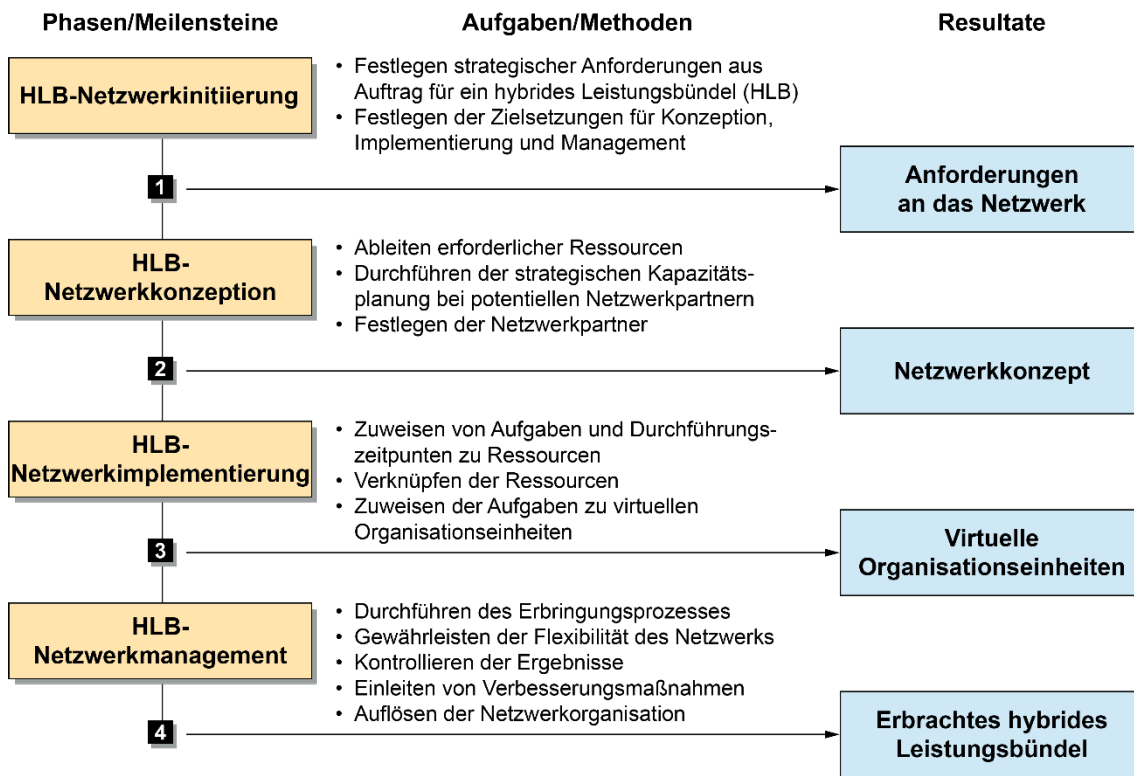 Phasen/Meilensteine
Aufgaben/Methoden
Resultate
HLB-Netzwerkinitiierung
• Festlegen strategischer Anforderungen aus
Auftrag für ein hybrides Leistungsbündel (HLB)
• Festlegen der Zielsetzungen für Konzeption,
Implementierung und Management
1
Anforderungen
an das Netzwerk
HLB-
Netzwerkkonzeption
• Ableiten erforderlicher Ressourcen
• Durchführen der strategischen Kapazitäts-
planung bei potentiellen Netzwerkpartnern
• Festlegen der Netzwerkpartner
2
Netzwerkkonzept
HLB-
Netzwerkimplementierung
• Zuweisen von Aufgaben und Durchführungs-
zeitpunten zu Ressourcen
• Verknüpfen der Ressourcen
• Zuweisen der Aufgaben zu virtuellen
Organisationseinheiten
3
Virtuelle
Organisationseinheiten
HLB-
Netzwerkmanagement
• Durchführen des Erbringungsprozesses
• Gewährleisten der Flexibilität des Netzwerks
• Kontrollieren der Ergebnisse
• Einleiten von Verbesserungsmaßnahmen
• Auflösen der Netzwerkorganisation
4
Erbrachtes hybrides
Leistungsbündel